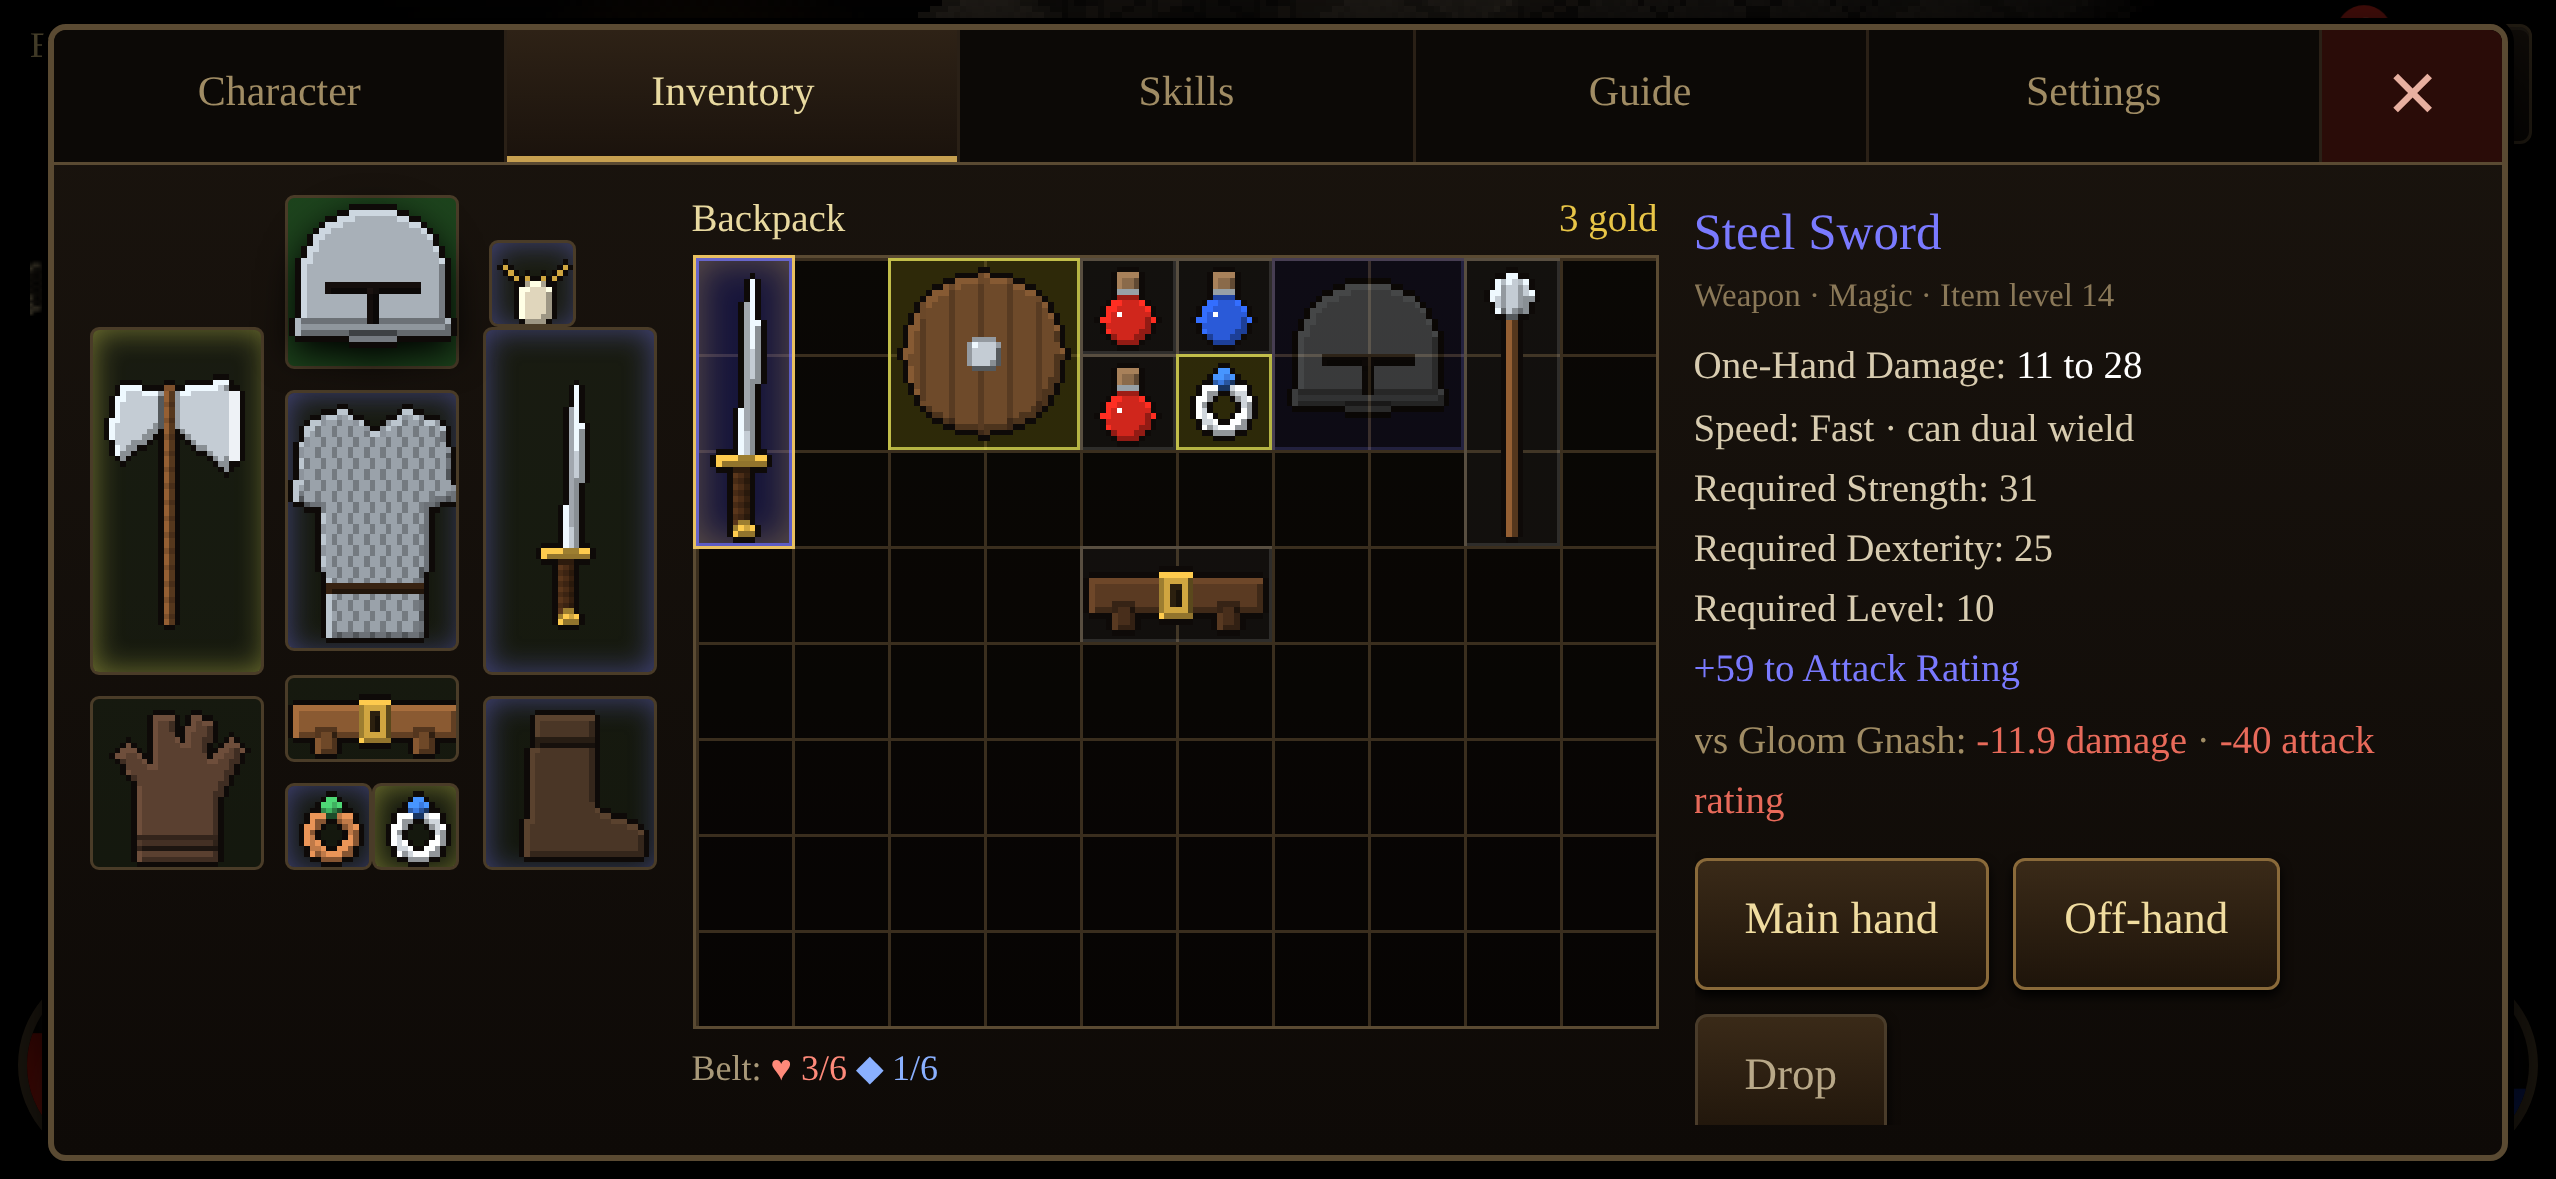 Character Inventory Skills Guide Settings ✕
Backpack 3 gold
Belt: ♥ 3/6 ◆ 1/6
Steel Sword
Weapon · Magic · Item level 14
One-Hand Damage: 11 to 28
Speed: Fast · can dual wield
Required Strength: 31
Required Dexterity: 25
Required Level: 10
+59 to Attack Rating
vs Gloom Gnash: -11.9 damage · -40 attack
rating
Main hand Off-hand
Drop